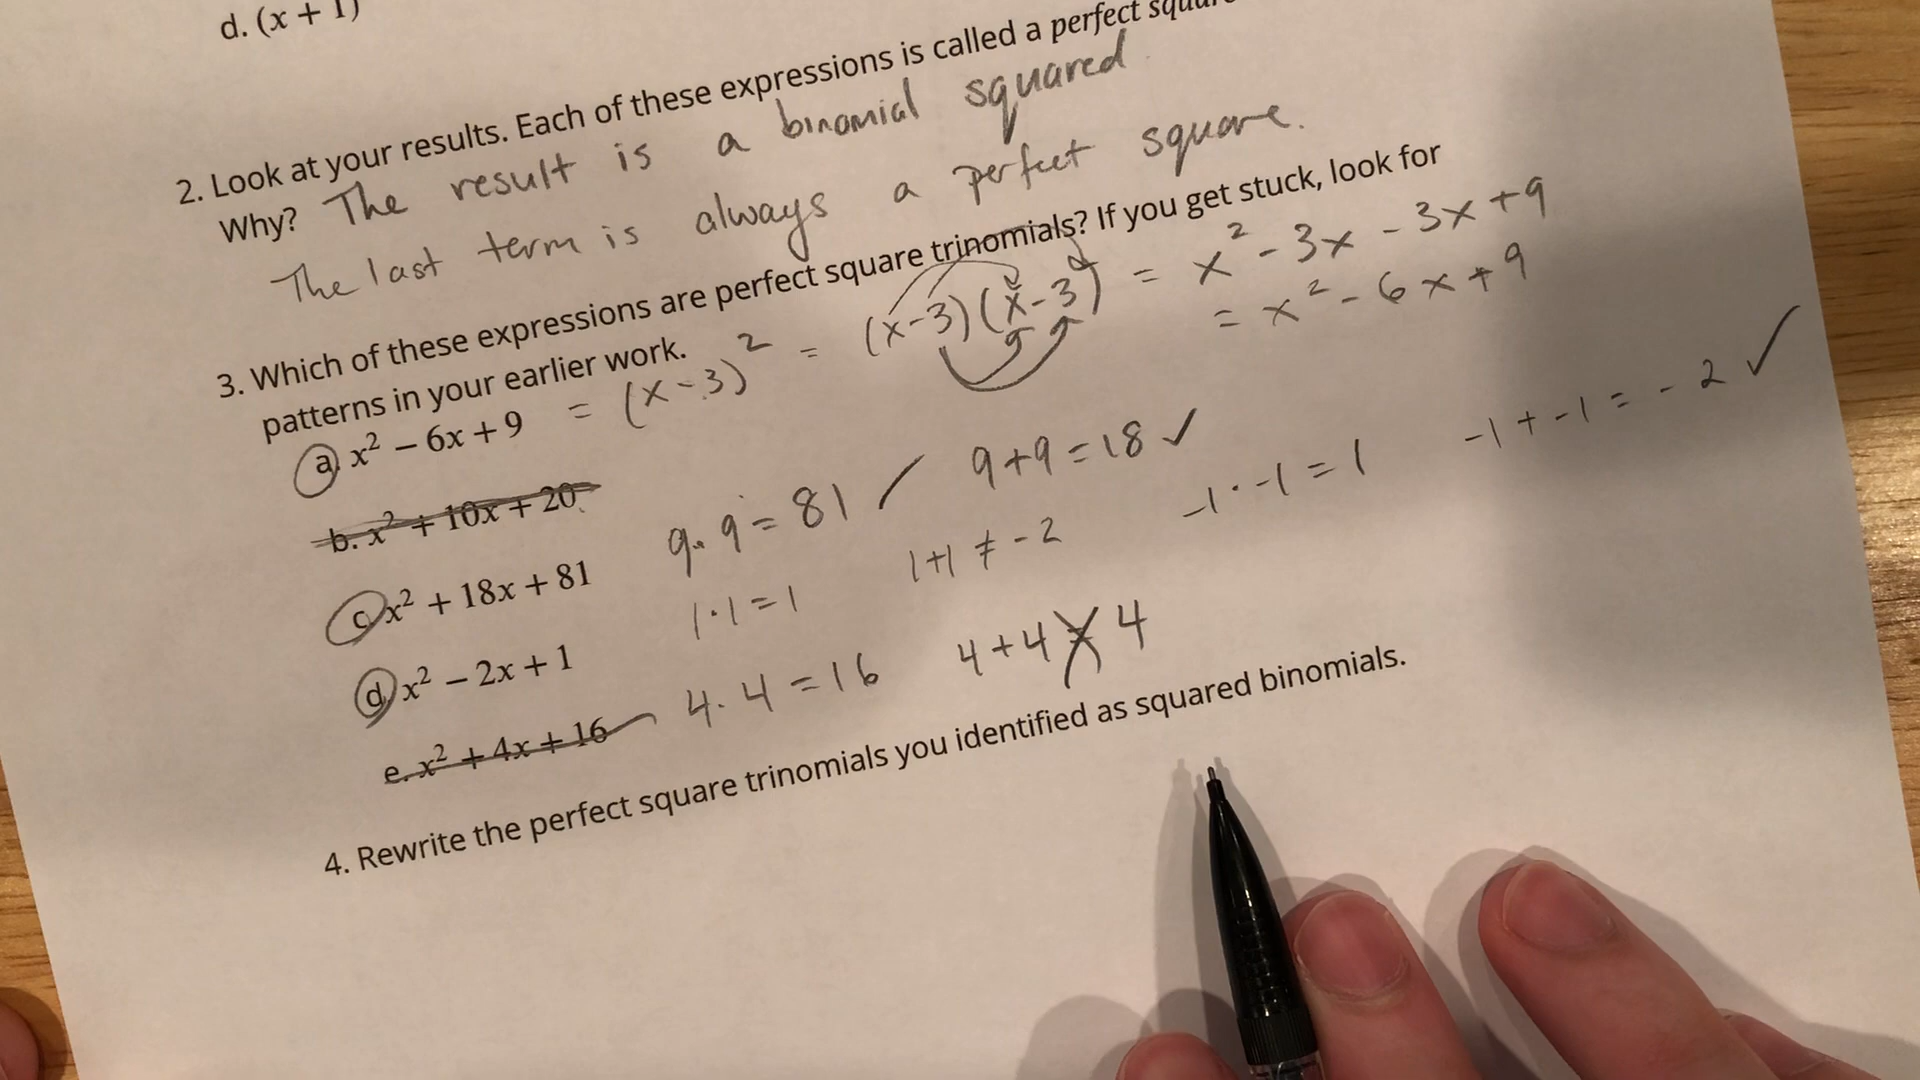 d. (x + 1)
2. Look at your results. Each of these expressions is called a perfect
Why? The result is a binomial squared
The last term is always a perfect square.
3. Which of these expressions are perfect square trinomials? If you get stuck, look for
patterns in your earlier work.
a. x² − 6x + 9 = (x-3)² = (x-3)(x-3) = x² - 3x - 3x + 9
= x² - 6x + 9
b. x² + 10x + 20
c. x² + 18x + 81 9·9 = 81 ✓ 9+9 = 18 ✓
d. x² − 2x + 1 1·1 = 1 1+1 ≠ -2 -1·-1 = 1 -1 + -1 = -2 ✓
e. x² + 4x + 16 4·4 = 16 4+4 ≠ 4
4. Rewrite the perfect square trinomials you identified as squared binomials.